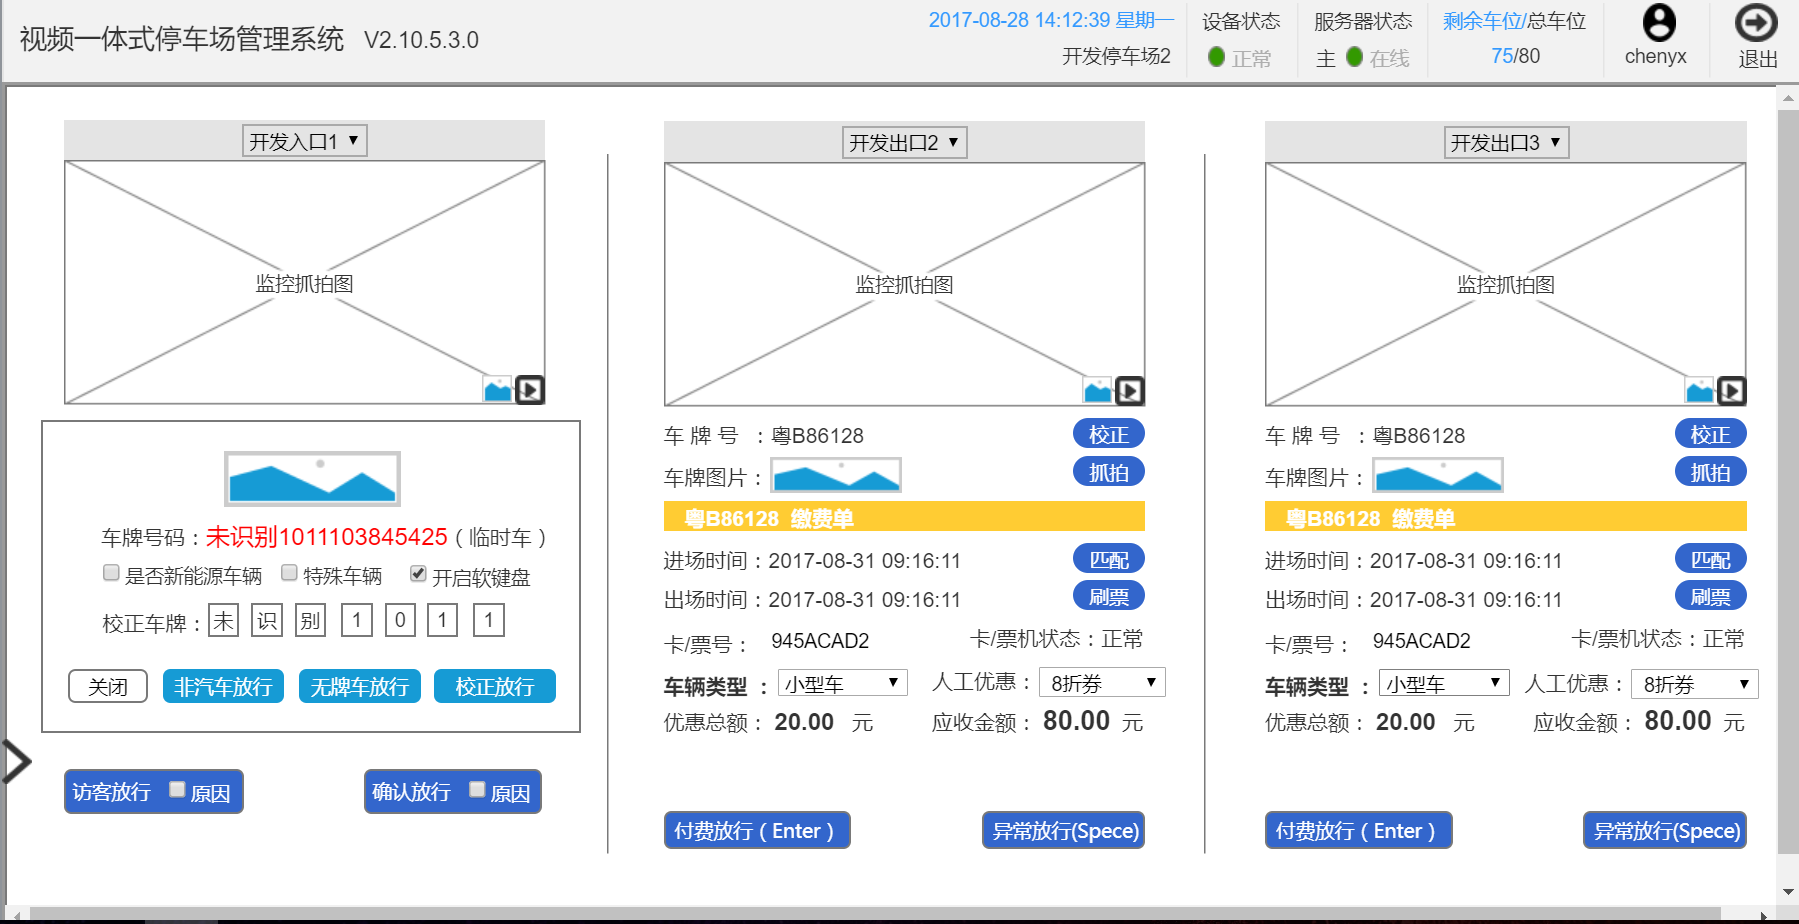 视频一体式停车场管理系统 V2.10.5.3.0
2017-08-28 14:12:39 星期一
开发停车场2
设备状态
正常
服务器状态
主 在线
剩余车位/总车位
75/80
chenyx
退出
开发入口1
监控抓拍图
车牌号码：未识别1011103845425（临时车）
是否新能源车辆 特殊车辆 开启软键盘
校正车牌：未 识 别 1 0 1 1
关闭 非汽车放行 无牌车放行 校正放行
访客放行 原因 确认放行 原因
开发出口2
监控抓拍图
车 牌 号 ：粤B86128 校正
车牌图片： 抓拍
粤B86128 缴费单
进场时间：2017-08-31 09:16:11 匹配
出场时间：2017-08-31 09:16:11 刷票
卡/票号： 945ACAD2 卡/票机状态：正常
车辆类型 ： 小型车 人工优惠： 8折券
优惠总额： 20.00 元 应收金额： 80.00 元
付费放行（Enter） 异常放行(Spece)
开发出口3
监控抓拍图
车 牌 号 ：粤B86128 校正
车牌图片： 抓拍
粤B86128 缴费单
进场时间：2017-08-31 09:16:11 匹配
出场时间：2017-08-31 09:16:11 刷票
卡/票号： 945ACAD2 卡/票机状态：正常
车辆类型 ： 小型车 人工优惠： 8折券
优惠总额： 20.00 元 应收金额： 80.00 元
付费放行（Enter） 异常放行(Spece)